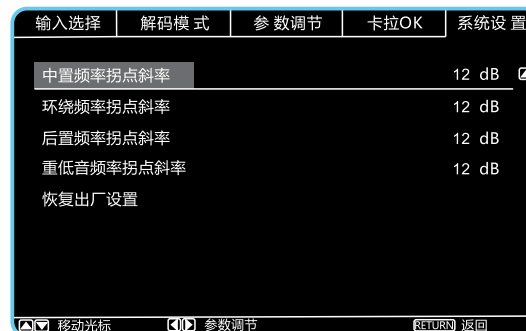 输入选择 解码模式 参数调节 卡拉OK 系统设置
中置频率拐点斜率 12 dB
环绕频率拐点斜率 12 dB
后置频率拐点斜率 12 dB
重低音频率拐点斜率 12 dB
恢复出厂设置
移动光标 参数调节 RETURN 返回